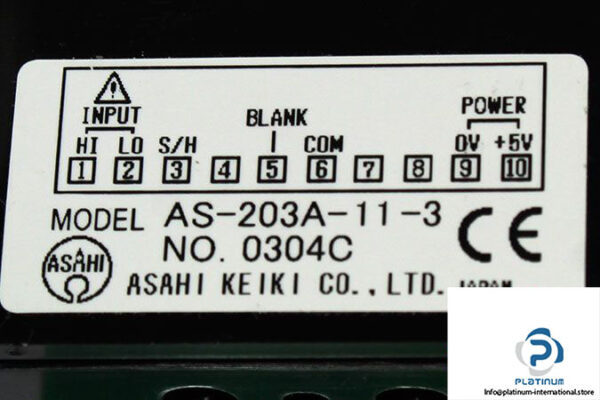 INPUT
BLANK
POWER
HI LO S/H COM 0V +5V
1 2 3 4 5 6 7 8 9 10
MODEL AS-203A-11-3
NO. 0304C
CE
ASAHI
ASAHI KEIKI CO., LTD. JAPAN
PLATINUM
Info@platinum-international.store